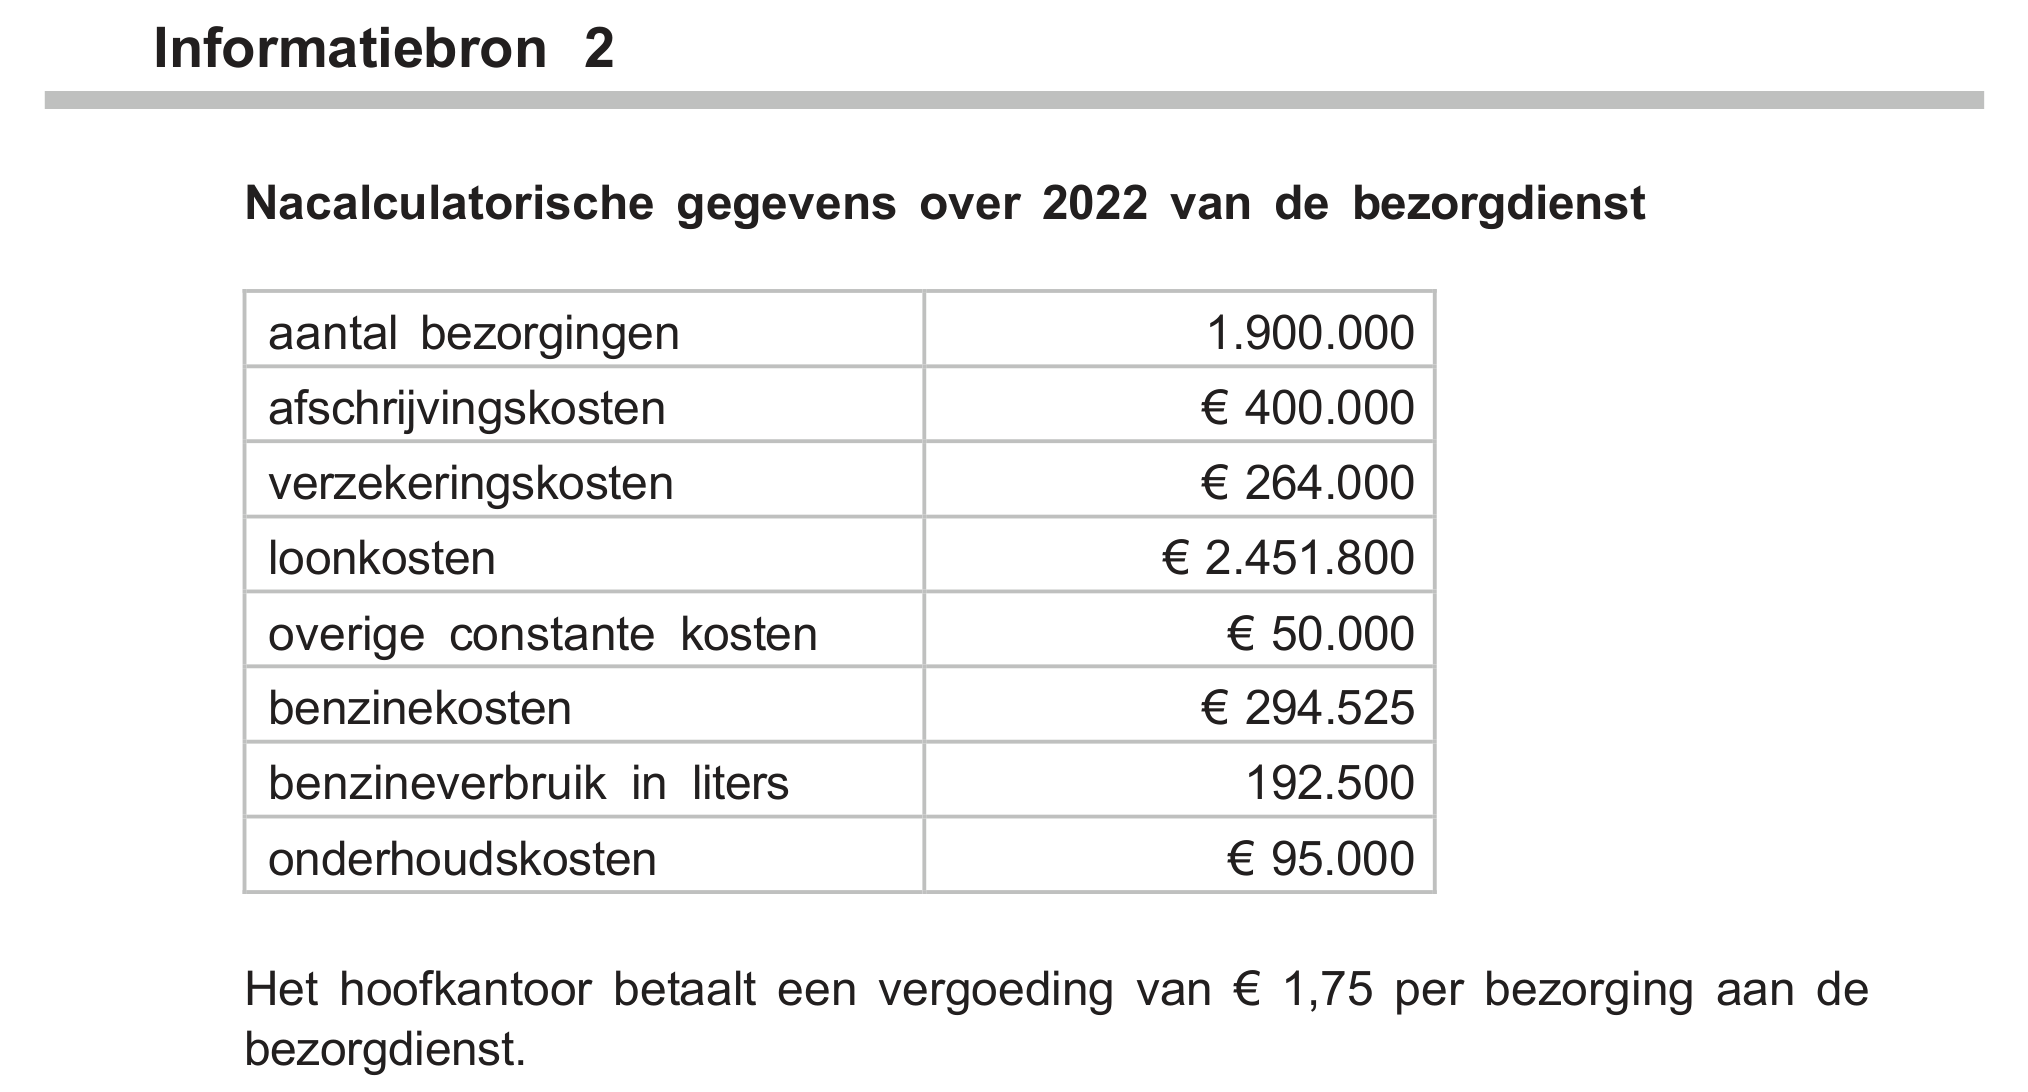 Informatiebron 2
Nacalculatorische gegevens over 2022 van de bezorgdienst
aantal bezorgingen 1.900.000
afschrijvingskosten € 400.000
verzekeringskosten € 264.000
loonkosten € 2.451.800
overige constante kosten € 50.000
benzinekosten € 294.525
benzineverbruik in liters 192.500
onderhoudskosten € 95.000
Het hoofkantoor betaalt een vergoeding van € 1,75 per bezorging aan de
bezorgdienst.